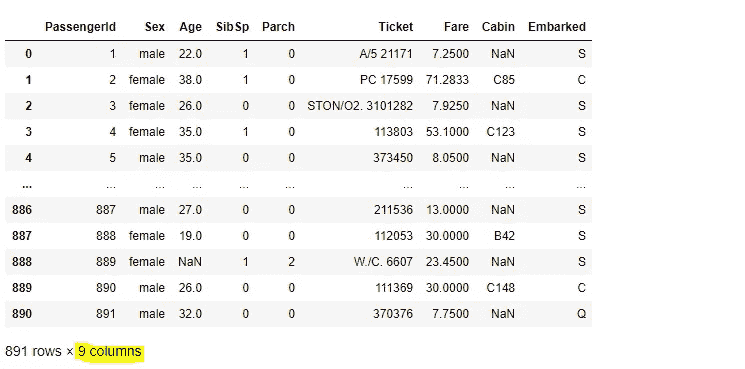 PassengerId Sex Age SibSp Parch Ticket Fare Cabin Embarked
0 1 male 22.0 1 0 A/5 21171 7.2500 NaN S
1 2 female 38.0 1 0 PC 17599 71.2833 C85 C
2 3 female 26.0 0 0 STON/O2. 3101282 7.9250 NaN S
3 4 female 35.0 1 0 113803 53.1000 C123 S
4 5 male 35.0 0 0 373450 8.0500 NaN S
... ... ... ... ... ... ... ... ... ...
886 887 male 27.0 0 0 211536 13.0000 NaN S
887 888 female 19.0 0 0 112053 30.0000 B42 S
888 889 female NaN 1 2 W./C. 6607 23.4500 NaN S
889 890 male 26.0 0 0 111369 30.0000 C148 C
890 891 male 32.0 0 0 370376 7.7500 NaN Q
891 rows × 9 columns